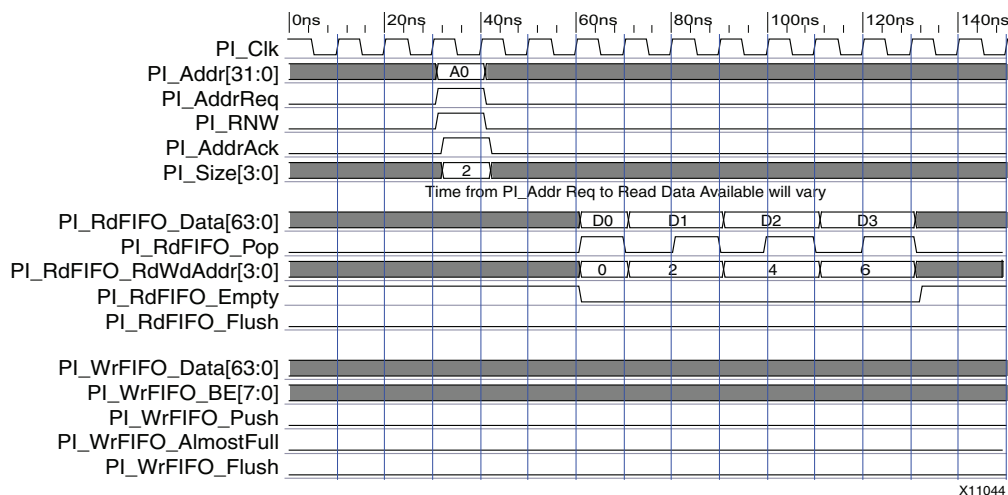 0ns 20ns 40ns 60ns 80ns 100ns 120ns 140ns
PI_Clk
PI_Addr[31:0] A0
PI_AddrReq
PI_RNW
PI_AddrAck
PI_Size[3:0] 2
Time from PI_Addr Req to Read Data Available will vary
PI_RdFIFO_Data[63:0] D0 D1 D2 D3
PI_RdFIFO_Pop
PI_RdFIFO_RdWdAddr[3:0] 0 2 4 6
PI_RdFIFO_Empty
PI_RdFIFO_Flush
PI_WrFIFO_Data[63:0]
PI_WrFIFO_BE[7:0]
PI_WrFIFO_Push
PI_WrFIFO_AlmostFull
PI_WrFIFO_Flush
X11044